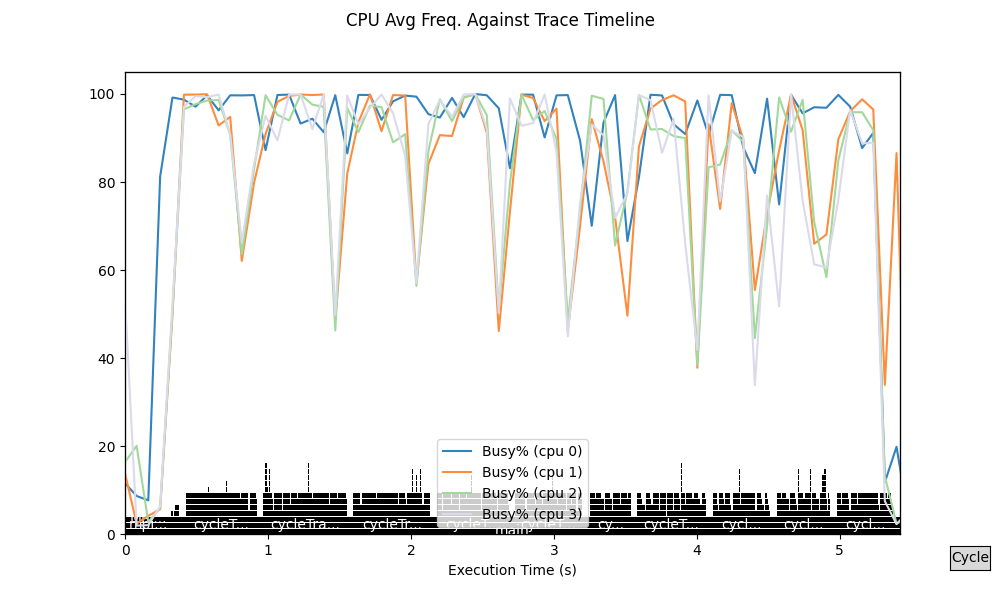 CPU Avg Freq. Against Trace Timeline
100
80
60
40
20
0
Busy% (cpu 0)
Busy% (cpu 1)
Busy% (cpu 2)
Busy% (cpu 3)
cycleT... cycleTra... cycleTr... cycleT... cycleT... cy... cycleT... cycl... cycl... cycl...
main
0 1 2 3 4 5
Execution Time (s)
Cycle